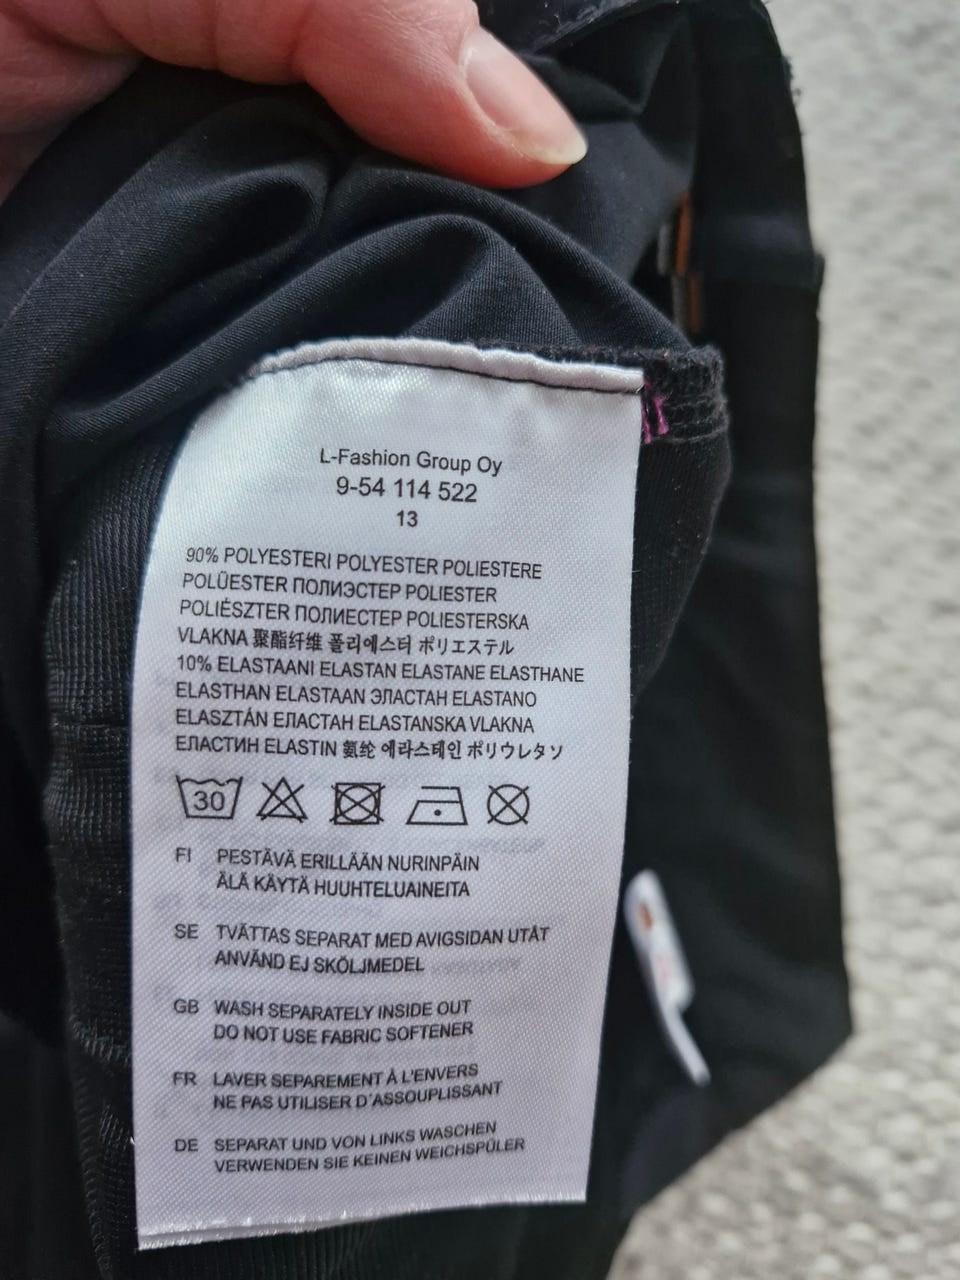 L-Fashion Group Oy
9-54 114 522
13
90% POLYESTERI POLYESTER POLIESTERE
POLÜESTER ПОЛИЭСТЕР POLIESTER
POLIÉSZTER ПОЛИЕСТЕР POLIESTERSKA
VLAKNA 聚酯纤维 폴리에스터 ポリエステル
10% ELASTAANI ELASTAN ELASTANE ELASTHANE
ELASTHAN ELASTAAN ЭЛАСТАН ELASTANO
ELASZTÁN ЕЛАСТАН ELASTANSKA VLAKNA
ЕЛАСТИН ELASTIN 氨纶 에라스테인 ポリウレタソ
30
FI PESTÄVÄ ERILLÄÄN NURINPÄIN
ÄLÄ KÄYTÄ HUUHTELUAINEITA
SE TVÄTTAS SEPARAT MED AVIGSIDAN UTÅT
ANVÄND EJ SKÖLJMEDEL
GB WASH SEPARATELY INSIDE OUT
DO NOT USE FABRIC SOFTENER
FR LAVER SEPAREMENT À L'ENVERS
NE PAS UTILISER D'ASSOUPLISSANT
DE SEPARAT UND VON LINKS WASCHEN
VERWENDEN SIE KEINEN WEICHSPÜLER